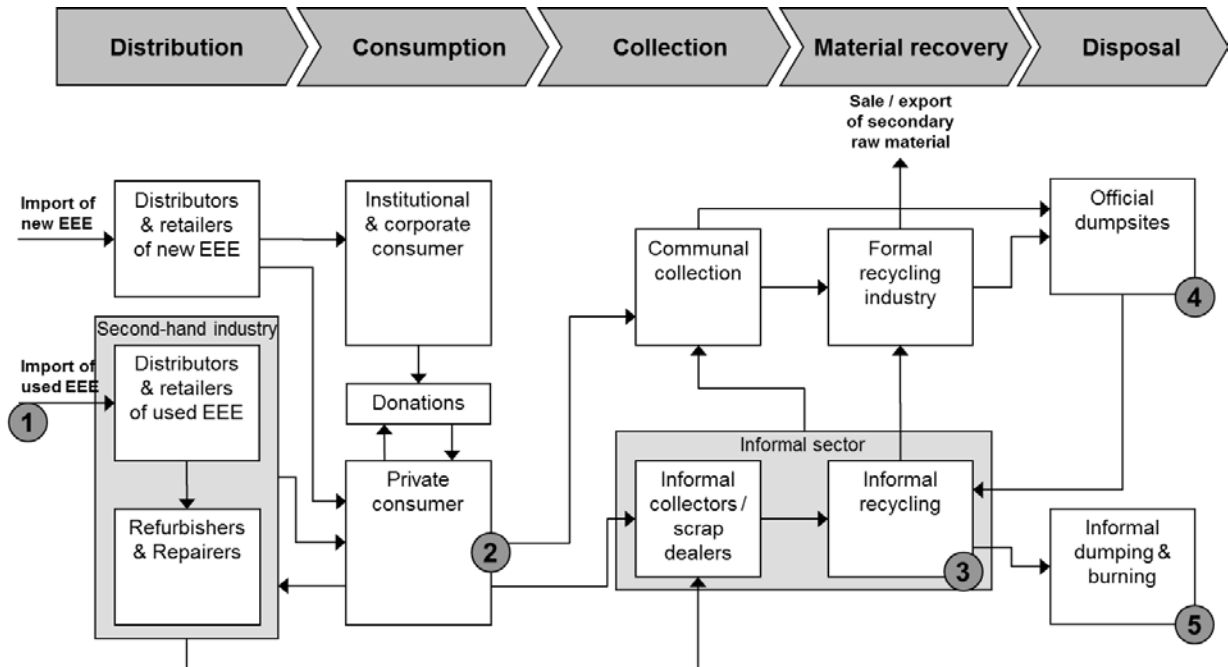 Distribution
Consumption
Collection
Material recovery
Disposal
Sale / export
of secondary
raw material
Import of
new EEE
Distributors
& retailers
of new EEE
Institutional
& corporate
consumer
Communal
collection
Formal
recycling
industry
Official
dumpsites
4
Second-hand industry
Import of
used EEE
1
Distributors
& retailers
of used EEE
Donations
Refurbishers
& Repairers
Private
consumer
2
Informal sector
Informal
collectors /
scrap
dealers
Informal
recycling
3
Informal
dumping &
burning
5